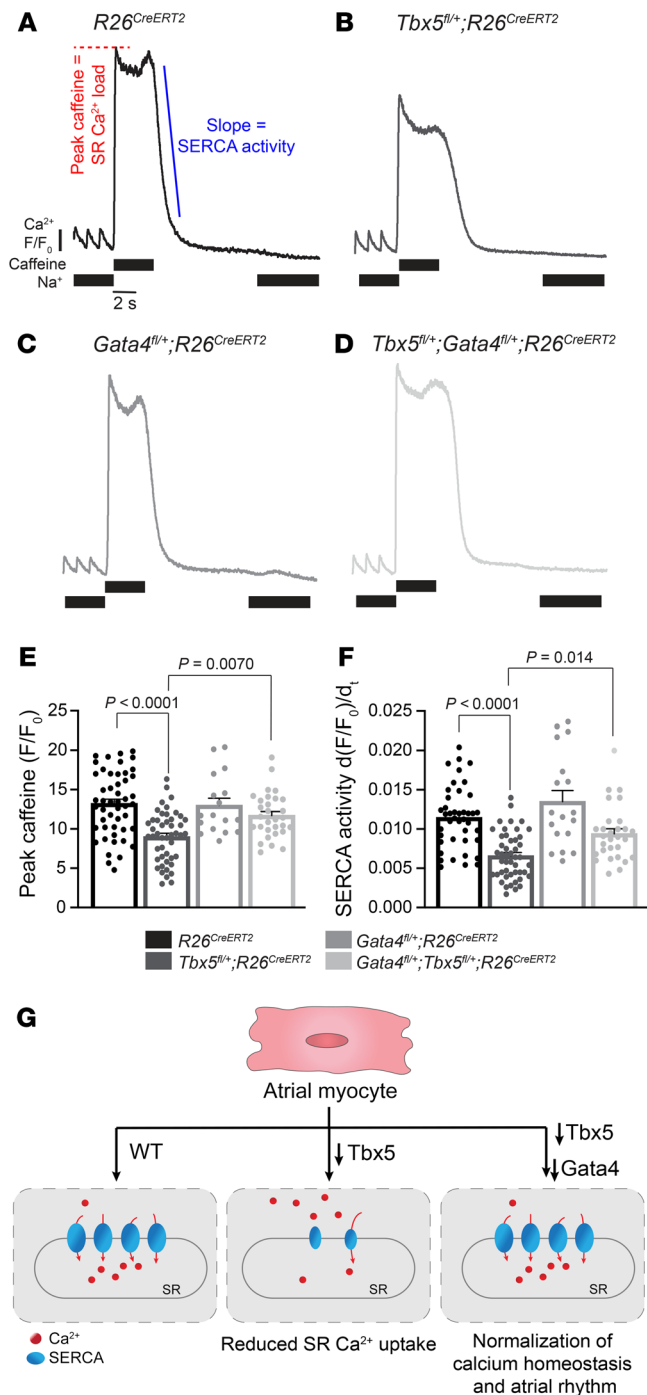 A
R26CreERT2
Peak caffeine =
SR Ca2+ load
Slope =
SERCA activity
Ca2+
F/F0
Caffeine
Na+
2 s
B
Tbx5fl/+;R26CreERT2
C
Gata4fl/+;R26CreERT2
D
Tbx5fl/+;Gata4fl/+;R26CreERT2
E
P = 0.0070
P < 0.0001
Peak caffeine (F/F0)
25
20
15
10
5
0
F
P = 0.014
P < 0.0001
SERCA activity d(F/F0)/dt
0.025
0.020
0.015
0.010
0.005
0.000
R26CreERT2
Gata4fl/+;R26CreERT2
Tbx5fl/+;R26CreERT2
Gata4fl/+;Tbx5fl/+;R26CreERT2
G
Atrial myocyte
WT
↓Tbx5
↓Tbx5
↓Gata4
SR
SR
SR
Ca2+
SERCA
Reduced SR Ca2+ uptake
Normalization of
calcium homeostasis
and atrial rhythm